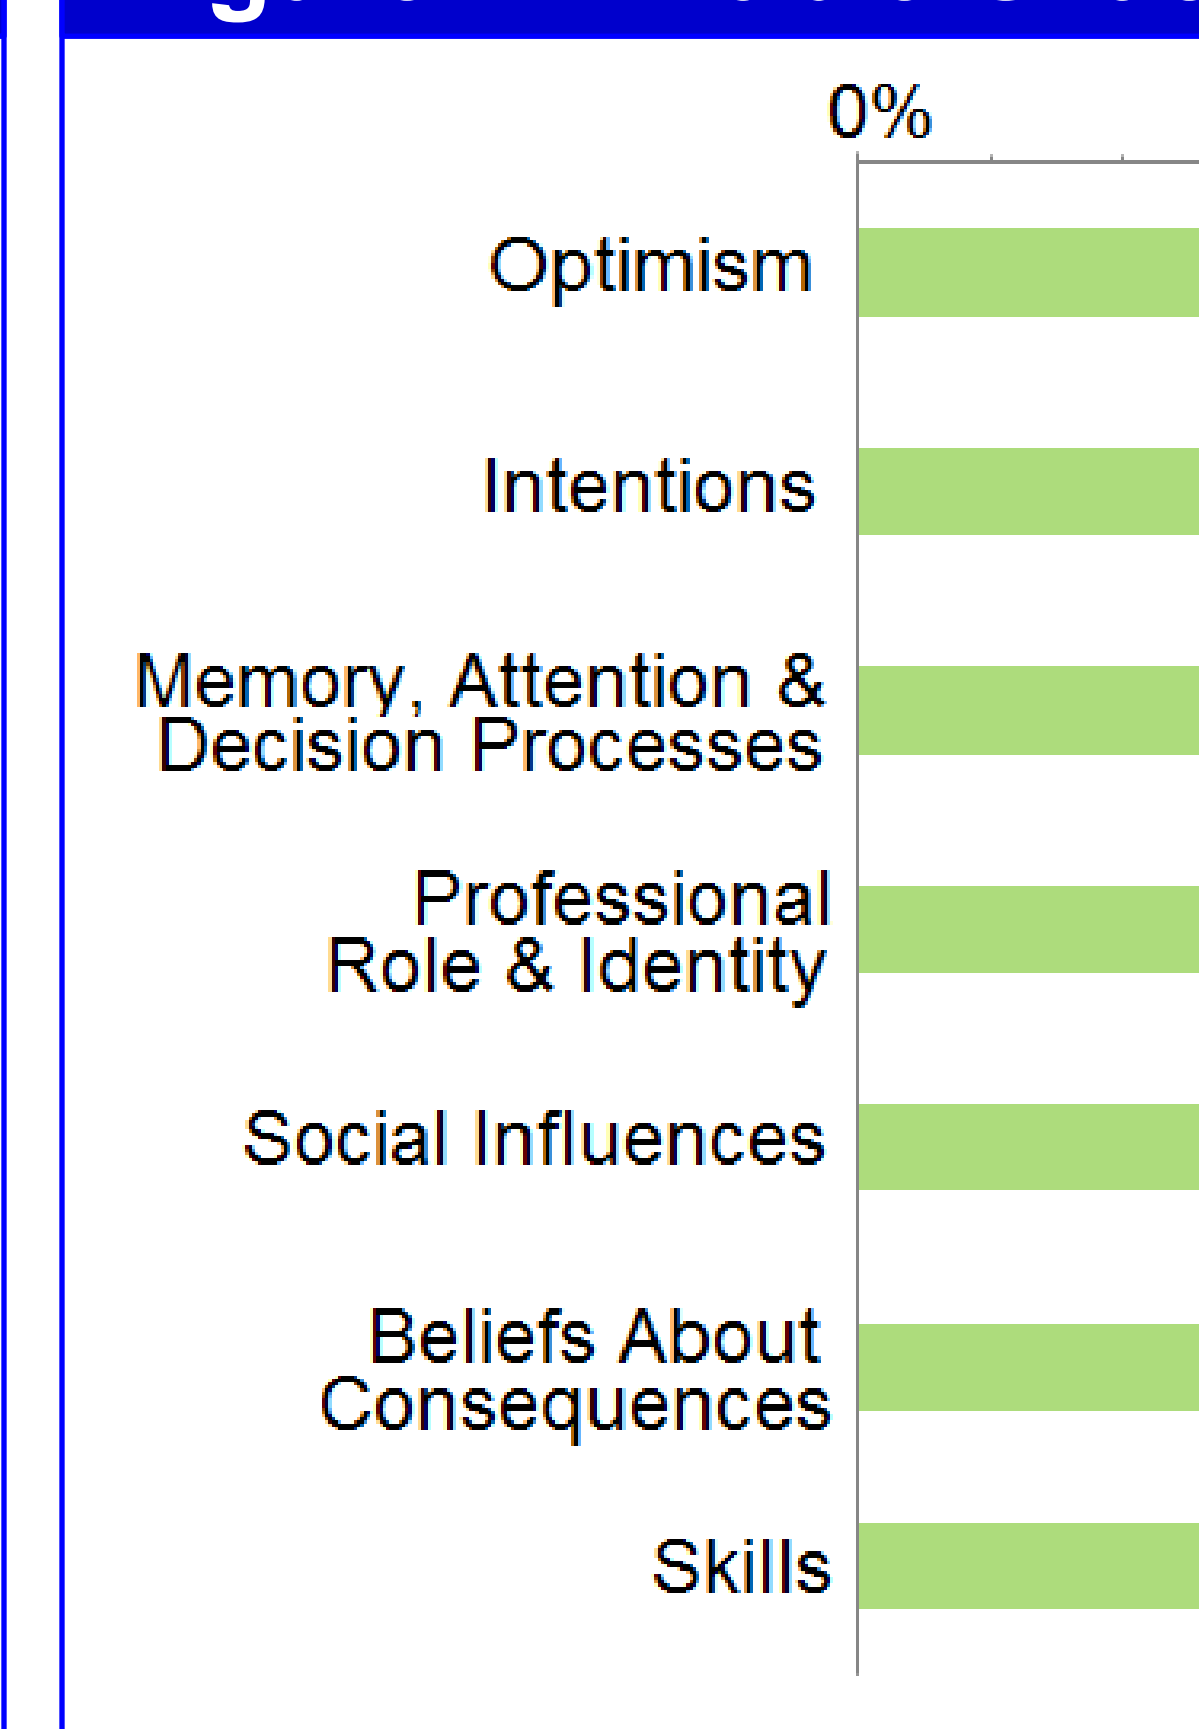 0%
Optimism
Intentions
Memory, Attention &
Decision Processes
Professional
Role & Identity
Social Influences
Beliefs About
Consequences
Skills